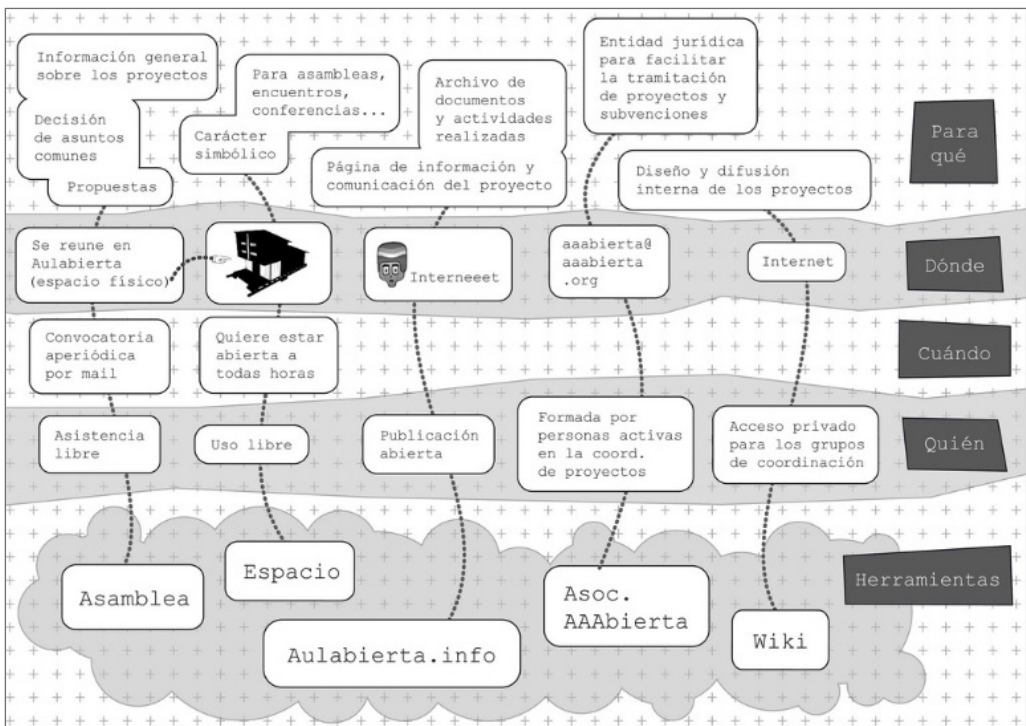 Información general
sobre los proyectos
Decisión
de asuntos
comunes
Propuestas
Para asambleas,
encuentros,
conferencias...
Carácter
simbólico
Archivo de
documentos
y actividades
realizadas
Página de información y
comunicación del proyecto
Entidad jurídica
para facilitar
la tramitación
de proyectos y
subvenciones
Diseño y difusión
interna de los proyectos
Para
qué
Se reune en
Aulabierta
(espacio físico)
Interneeet
aaabierta@
aaabierta
.org
Internet
Dónde
Convocatoria
aperiódica
por mail
Quiere estar
abierta a
todas horas
Cuándo
Asistencia
libre
Uso libre
Publicación
abierta
Formada por
personas activas
en la coord.
de proyectos
Acceso privado
para los grupos
de coordinación
Quién
Asamblea
Espacio
Aulabierta.info
Asoc.
AAAbierta
Wiki
Herramientas